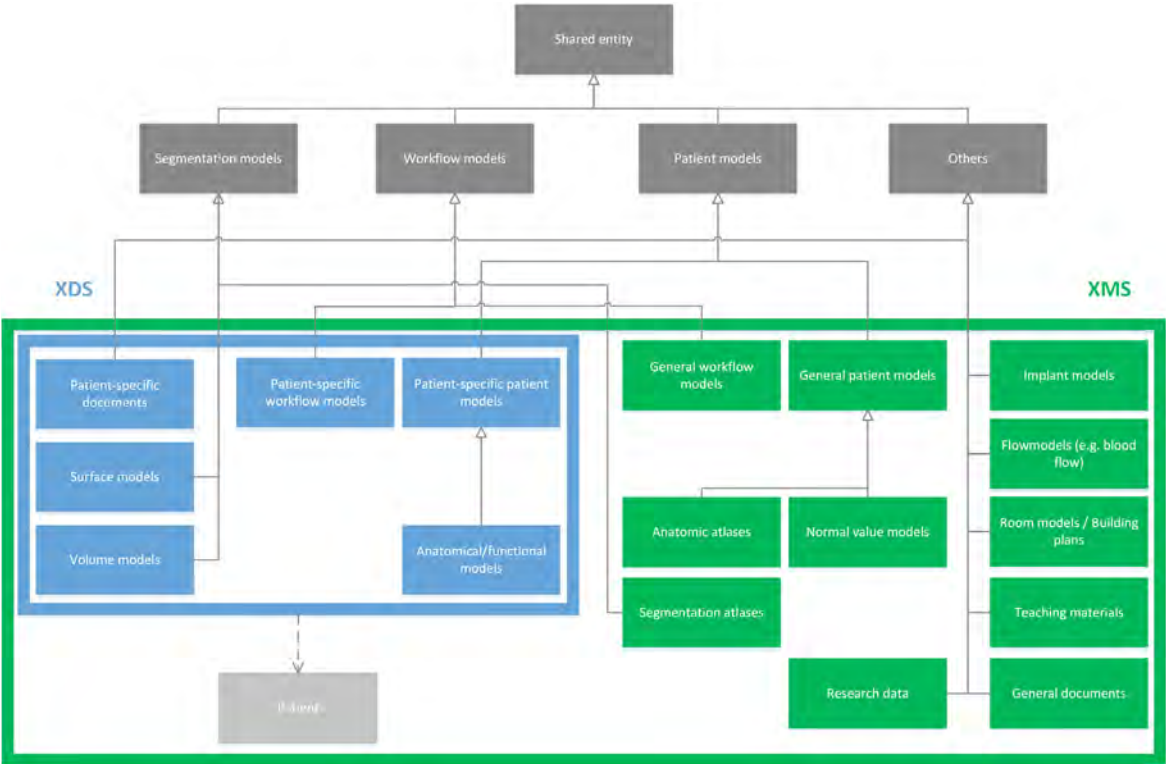 Shared entity
Segmentation models
Workflow models
Patient models
Others
XDS
XMS
Patient-specific
documents
Patient-specific
workflow models
Patient-specific patient
models
General workflow
models
General patient models
Implant models
Surface models
Flowmodels (e.g. blood
flow)
Volume models
Anatomical/functional
models
Anatomic atlases
Normal value models
Room models / Building
plans
Segmentation atlases
Teaching materials
Research data
General documents